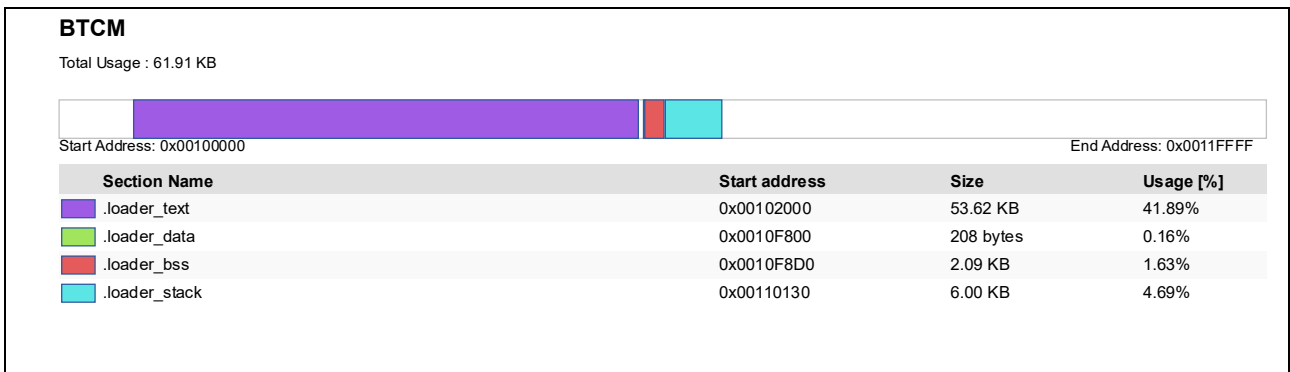 BTCM
Total Usage : 61.91 KB
Start Address: 0x00100000 End Address: 0x0011FFFF
Section Name Start address Size Usage [%]
.loader_text 0x00102000 53.62 KB 41.89%
.loader_data 0x0010F800 208 bytes 0.16%
.loader_bss 0x0010F8D0 2.09 KB 1.63%
.loader_stack 0x00110130 6.00 KB 4.69%